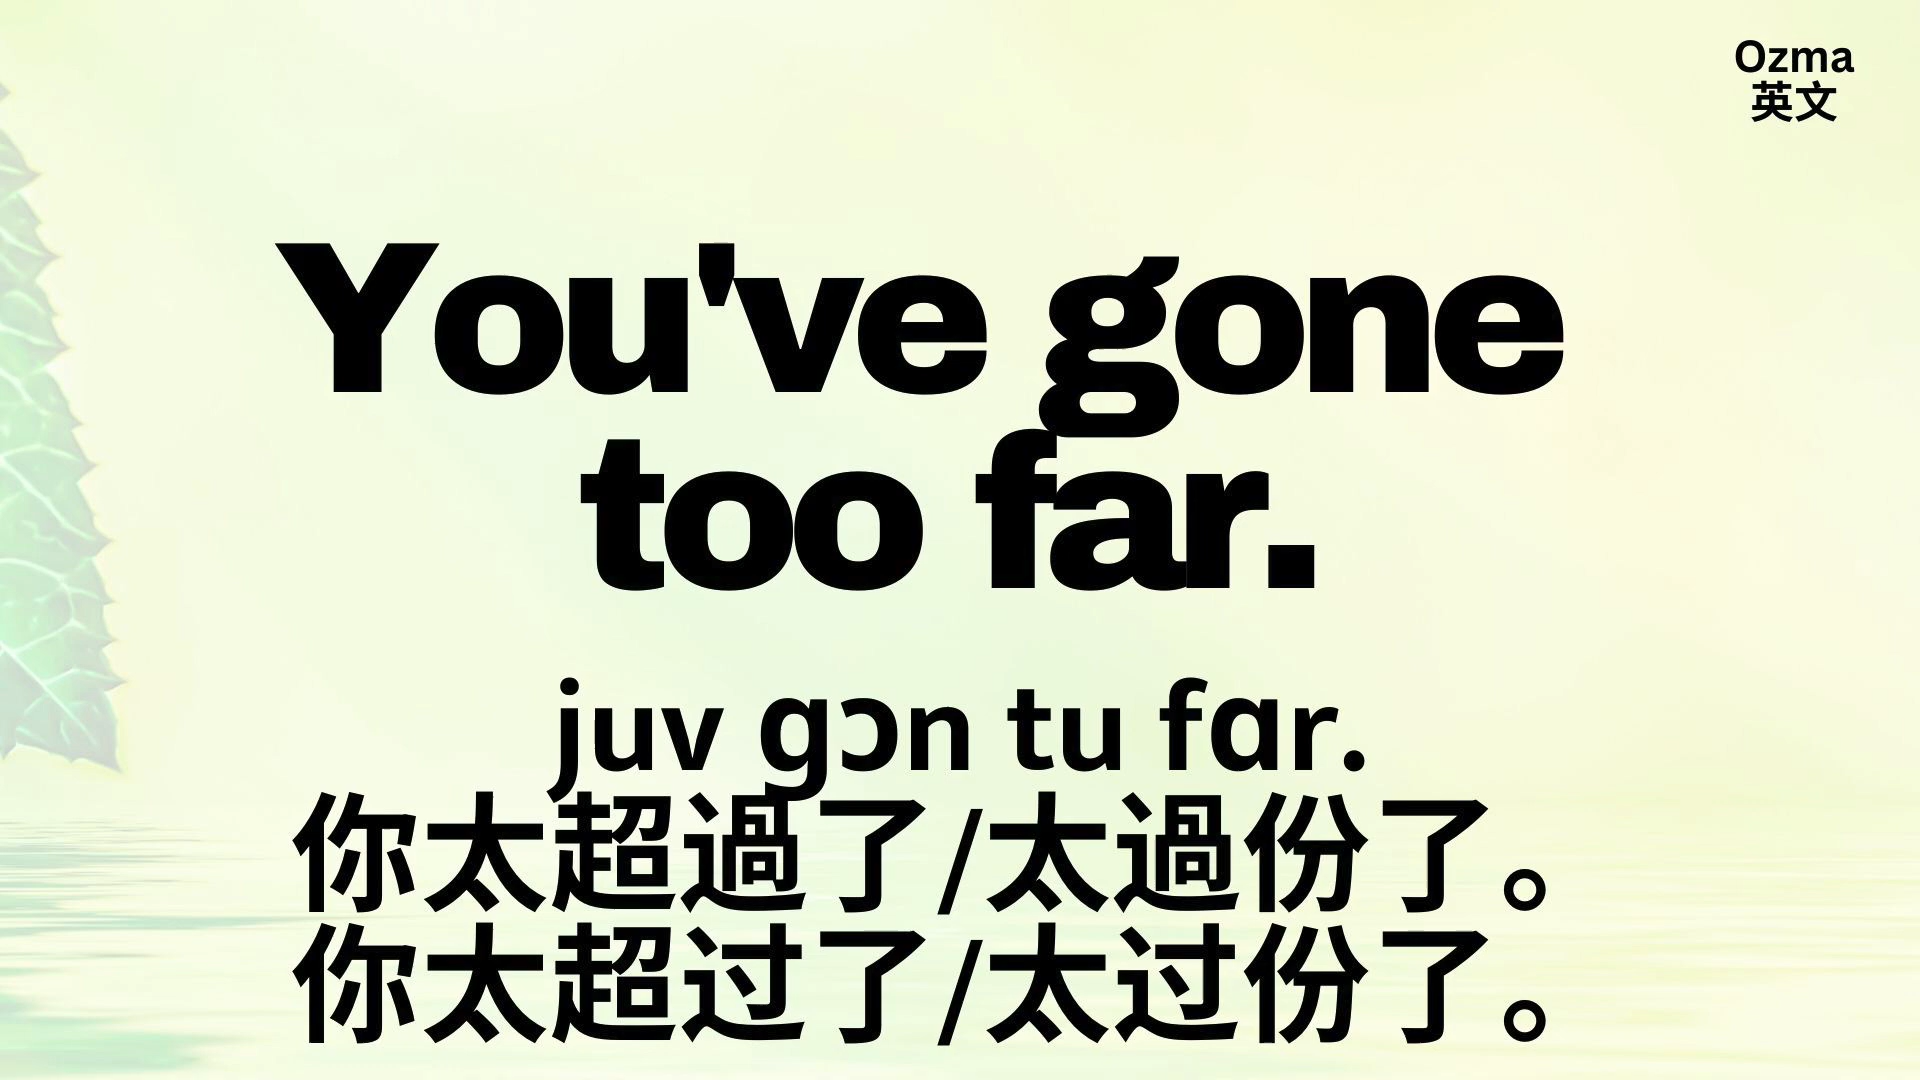 Ozma
英文
You've gone
too far.
juv gɔn tu fɑr.
你太超過了/太過份了。
你太超过了/太过份了。